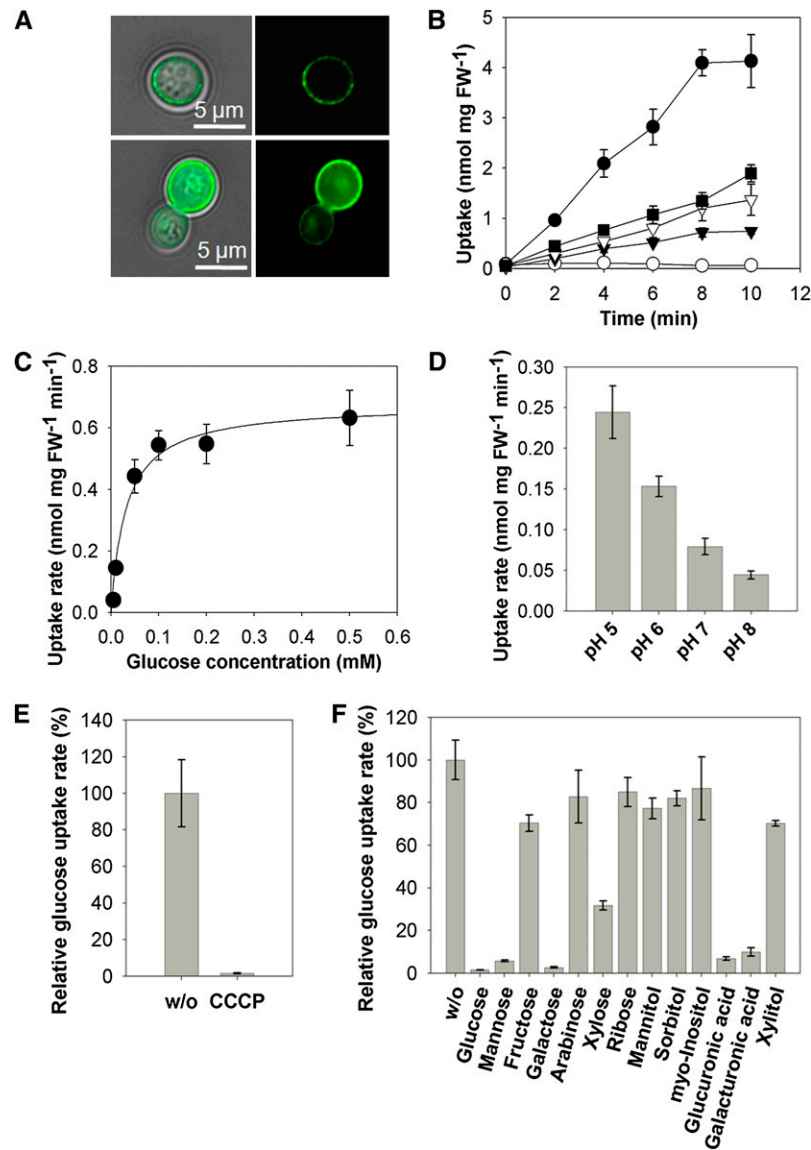 A
5 µm
5 µm
B
Uptake (nmol mg FW⁻¹)
5
4
3
2
1
0
0 2 4 6 8 10 12
Time (min)
C
Uptake rate (nmol mg FW⁻¹ min⁻¹)
0.8
0.6
0.4
0.2
0.0
0.0 0.1 0.2 0.3 0.4 0.5 0.6
Glucose concentration (mM)
D
Uptake rate (nmol mg FW⁻¹ min⁻¹)
0.30
0.25
0.20
0.15
0.10
0.05
0.00
pH 5
pH 6
pH 7
pH 8
E
Relative glucose uptake rate (%)
140
120
100
80
60
40
20
0
w/o CCCP
F
Relative glucose uptake rate (%)
120
100
80
60
40
20
0
w/o
Glucose
Mannose
Fructose
Galactose
Arabinose
Xylose
Ribose
Mannitol
Sorbitol
myo-Inositol
Glucuronic acid
Galacturonic acid
Xylitol